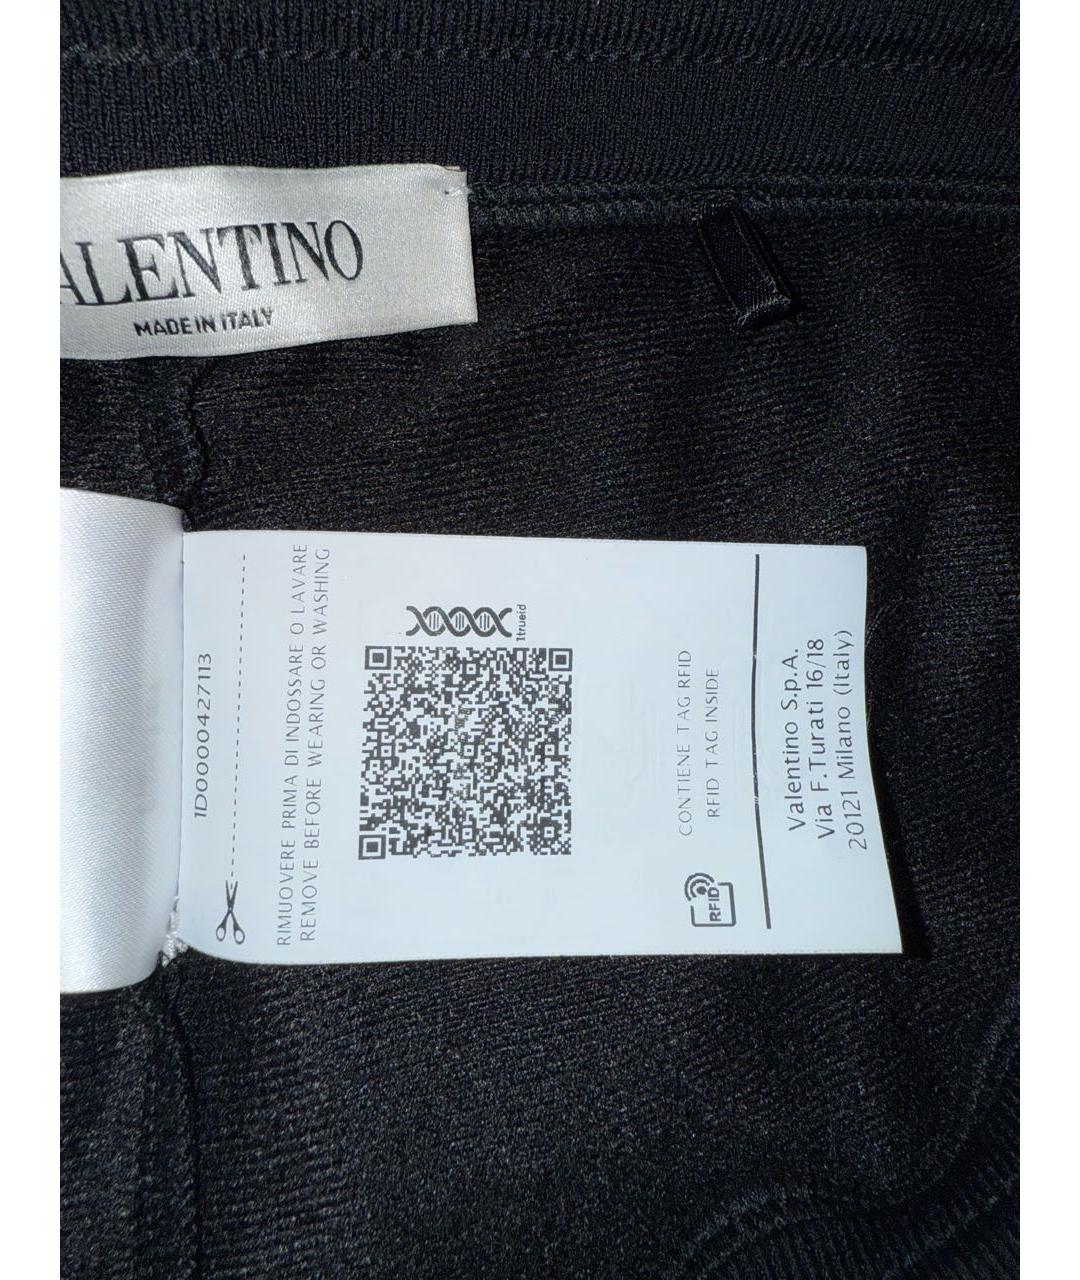 ALENTINO
MADE IN ITALY
1D0000427113
RIMUOVERE PRIMA DI INDOSSARE O LAVARE
REMOVE BEFORE WEARING OR WASHING
1trueid
CONTIENE TAG RFID
RFID TAG INSIDE
RFID
Valentino S.p.A.
Via F.Turati 16/18
20121 Milano (Italy)